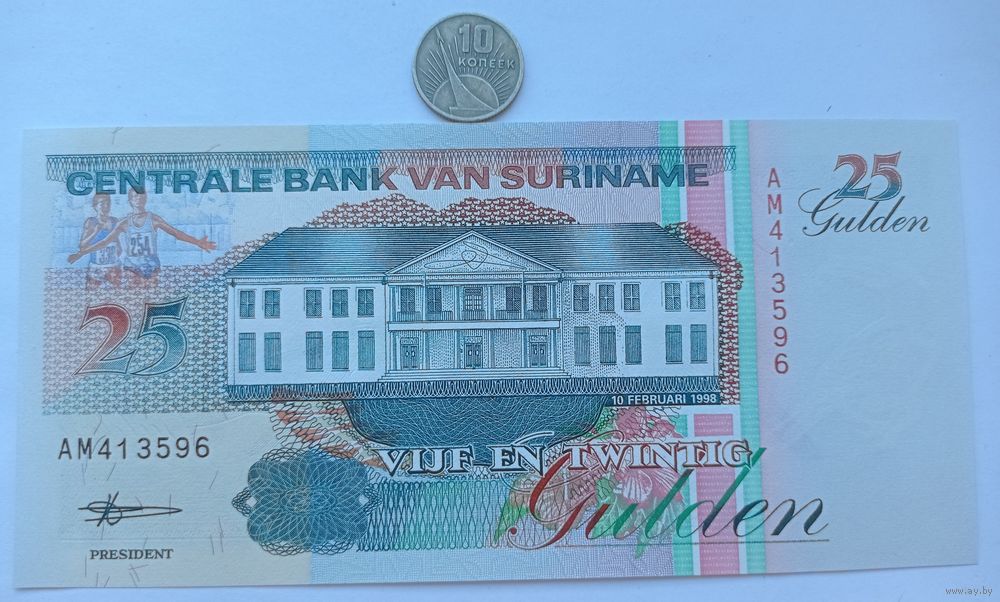 10
КОПЕЕК
CENTRALE BANK VAN SURINAME
25
Gulden
AM413596
254
25
10 FEBRUARI 1998
AM413596
VIJF EN TWINTIG
Gulden
PRESIDENT
www.ay.by